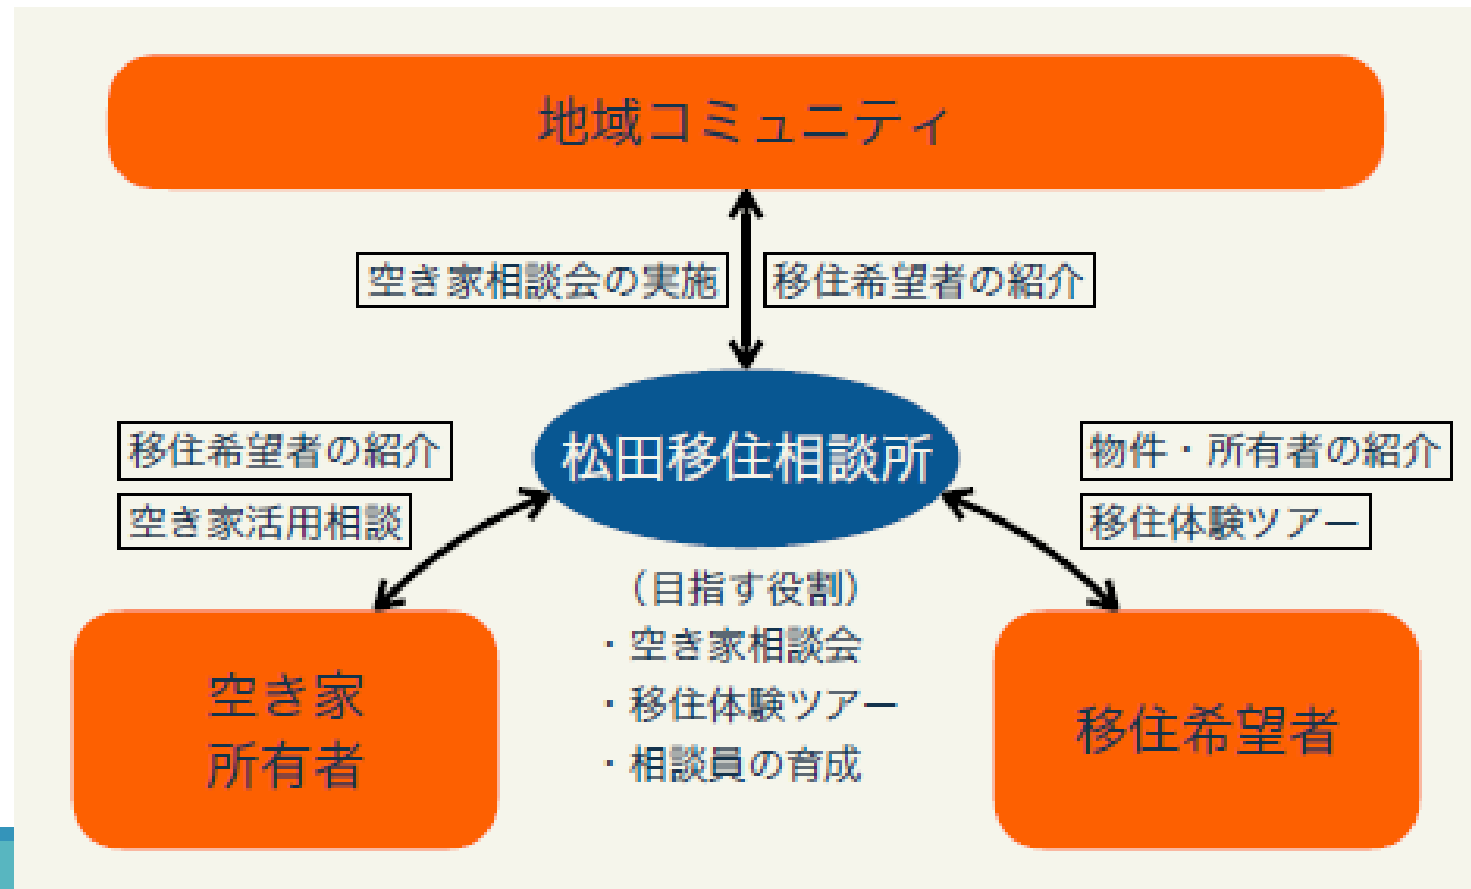 地域コミュニティ
空き家相談会の実施
移住希望者の紹介
移住希望者の紹介
空き家活用相談
松田移住相談所
物件・所有者の紹介
移住体験ツアー
（目指す役割）
・空き家相談会
・移住体験ツアー
・相談員の育成
空き家
所有者
移住希望者